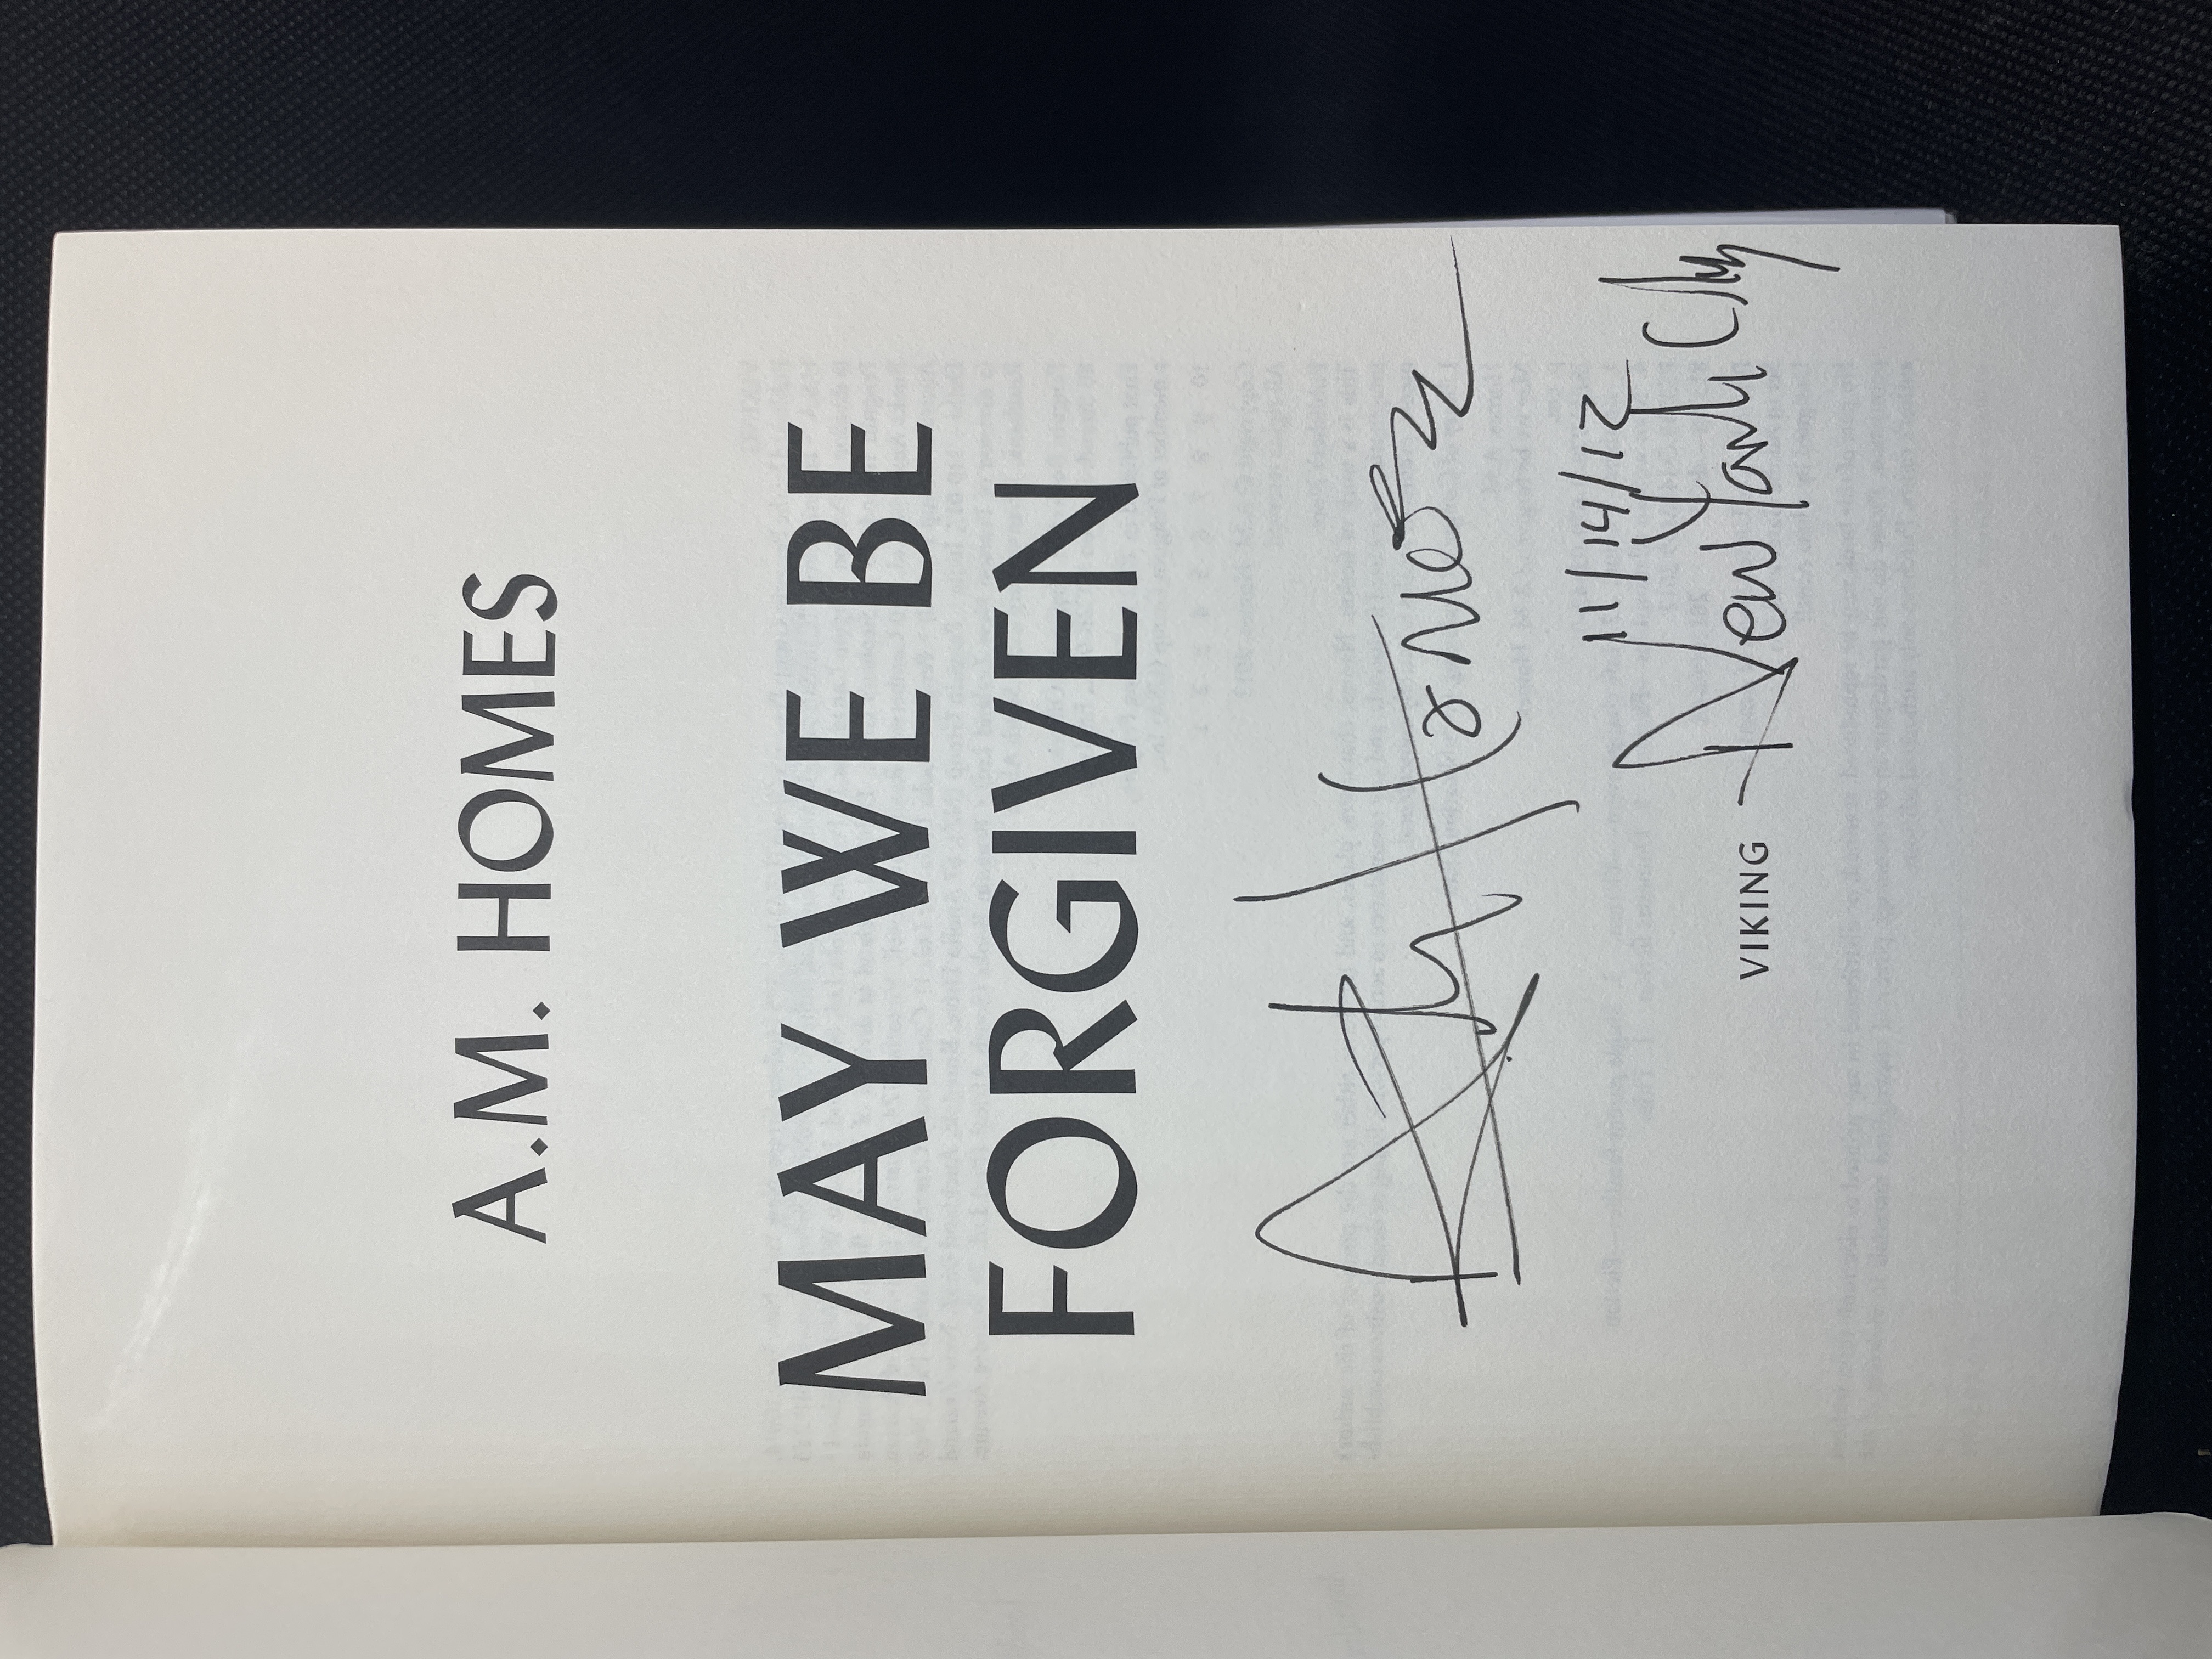 A.M. HOMES
MAY WE BE
FORGIVEN
AM Homes
11/14/12
New York City
VIKING